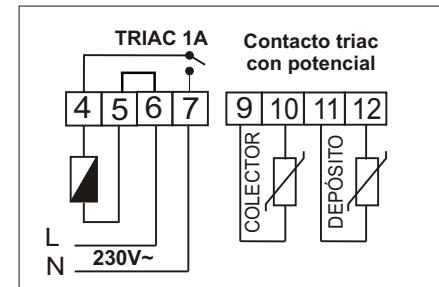 TRIAC 1A
Contacto triac
con potencial
4 5 6 7
9 10 11 12
COLECTOR
DEPÓSITO
L
N 230V~